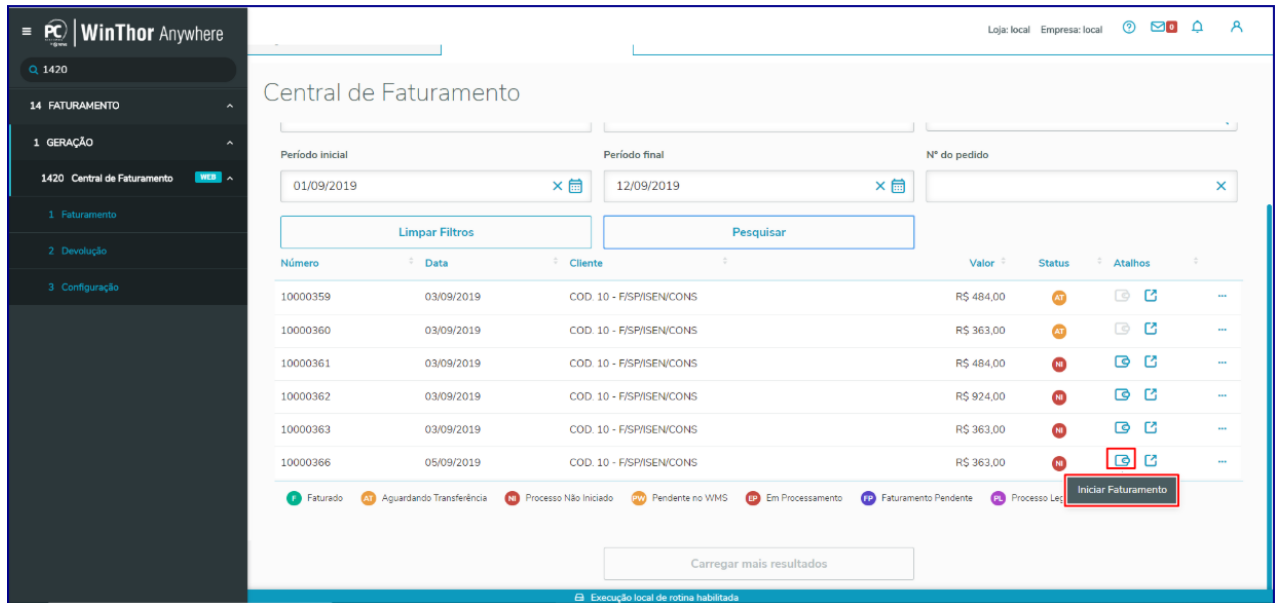 PC WinThor Anywhere
Loja: local Empresa: local 0
1420
14 FATURAMENTO
1 GERAÇÃO
1420 Central de Faturamento WEB
1 Faturamento
2 Devolução
3 Configuração
Central de Faturamento
Período inicial Período final Nº do pedido
01/09/2019 12/09/2019
Limpar Filtros Pesquisar
Número Data Cliente Valor Status Atalhos
10000359 03/09/2019 COD. 10 - F/SP/ISEN/CONS R$ 484,00 AT
10000360 03/09/2019 COD. 10 - F/SP/ISEN/CONS R$ 363,00 AT
10000361 03/09/2019 COD. 10 - F/SP/ISEN/CONS R$ 484,00 NI
10000362 03/09/2019 COD. 10 - F/SP/ISEN/CONS R$ 924,00 NI
10000363 03/09/2019 COD. 10 - F/SP/ISEN/CONS R$ 363,00 NI
10000366 05/09/2019 COD. 10 - F/SP/ISEN/CONS R$ 363,00 NI
F Faturado AT Aguardando Transferência NI Processo Não Iniciado PW Pendente no WMS EP Em Processamento FP Faturamento Pendente PL Processo Leg
Iniciar Faturamento
Carregar mais resultados
Execução local de rotina habilitada